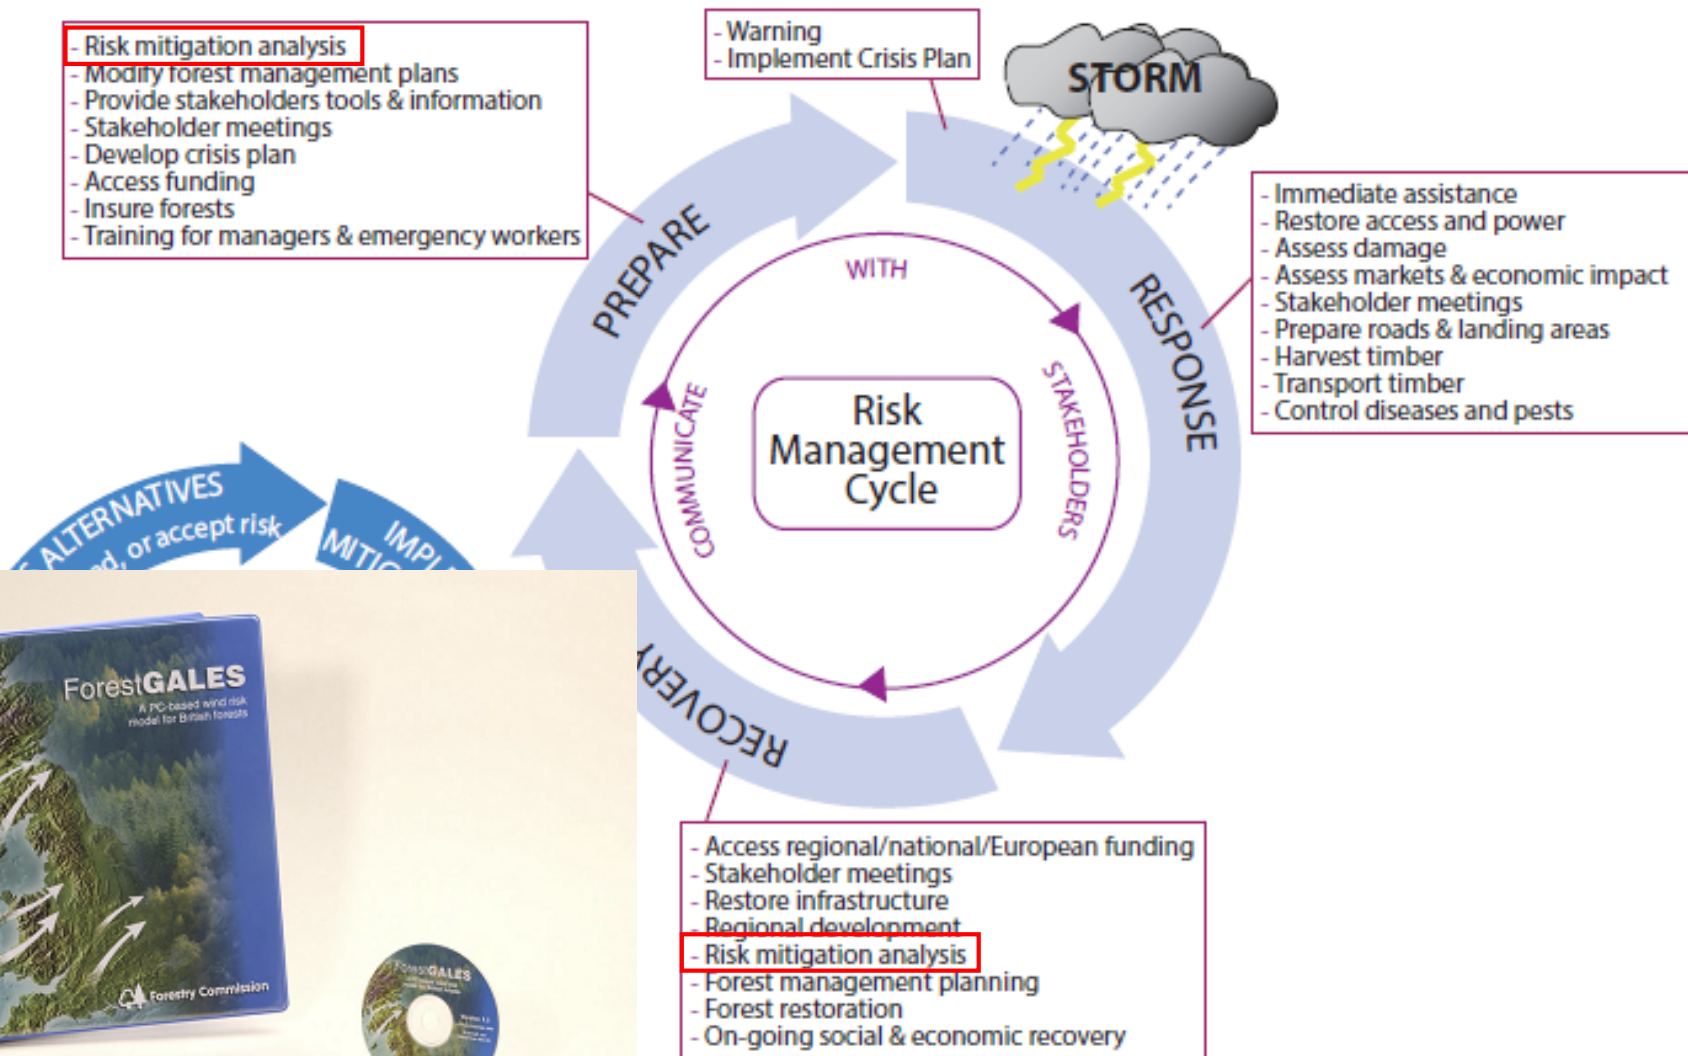 - Risk mitigation analysis
- Modify forest management plans
- Provide stakeholders tools & information
- Stakeholder meetings
- Develop crisis plan
- Access funding
- Insure forests
- Training for managers & emergency workers
- Warning
- Implement Crisis Plan
STORM
- Immediate assistance
- Restore access and power
- Assess damage
- Assess markets & economic impact
- Stakeholder meetings
- Prepare roads & landing areas
- Harvest timber
- Transport timber
- Control diseases and pests
PREPARE
RESPONSE
RECOVERY
COMMUNICATE
WITH
STAKEHOLDERS
Risk
Management
Cycle
ALTERNATIVES
or accept risk
ForestGALES
A PC-based wind risk
model for British forests
Forestry Commission
ForestGALES
- Access regional/national/European funding
- Stakeholder meetings
- Restore infrastructure
- Regional development
- Risk mitigation analysis
- Forest management planning
- Forest restoration
- On-going social & economic recovery